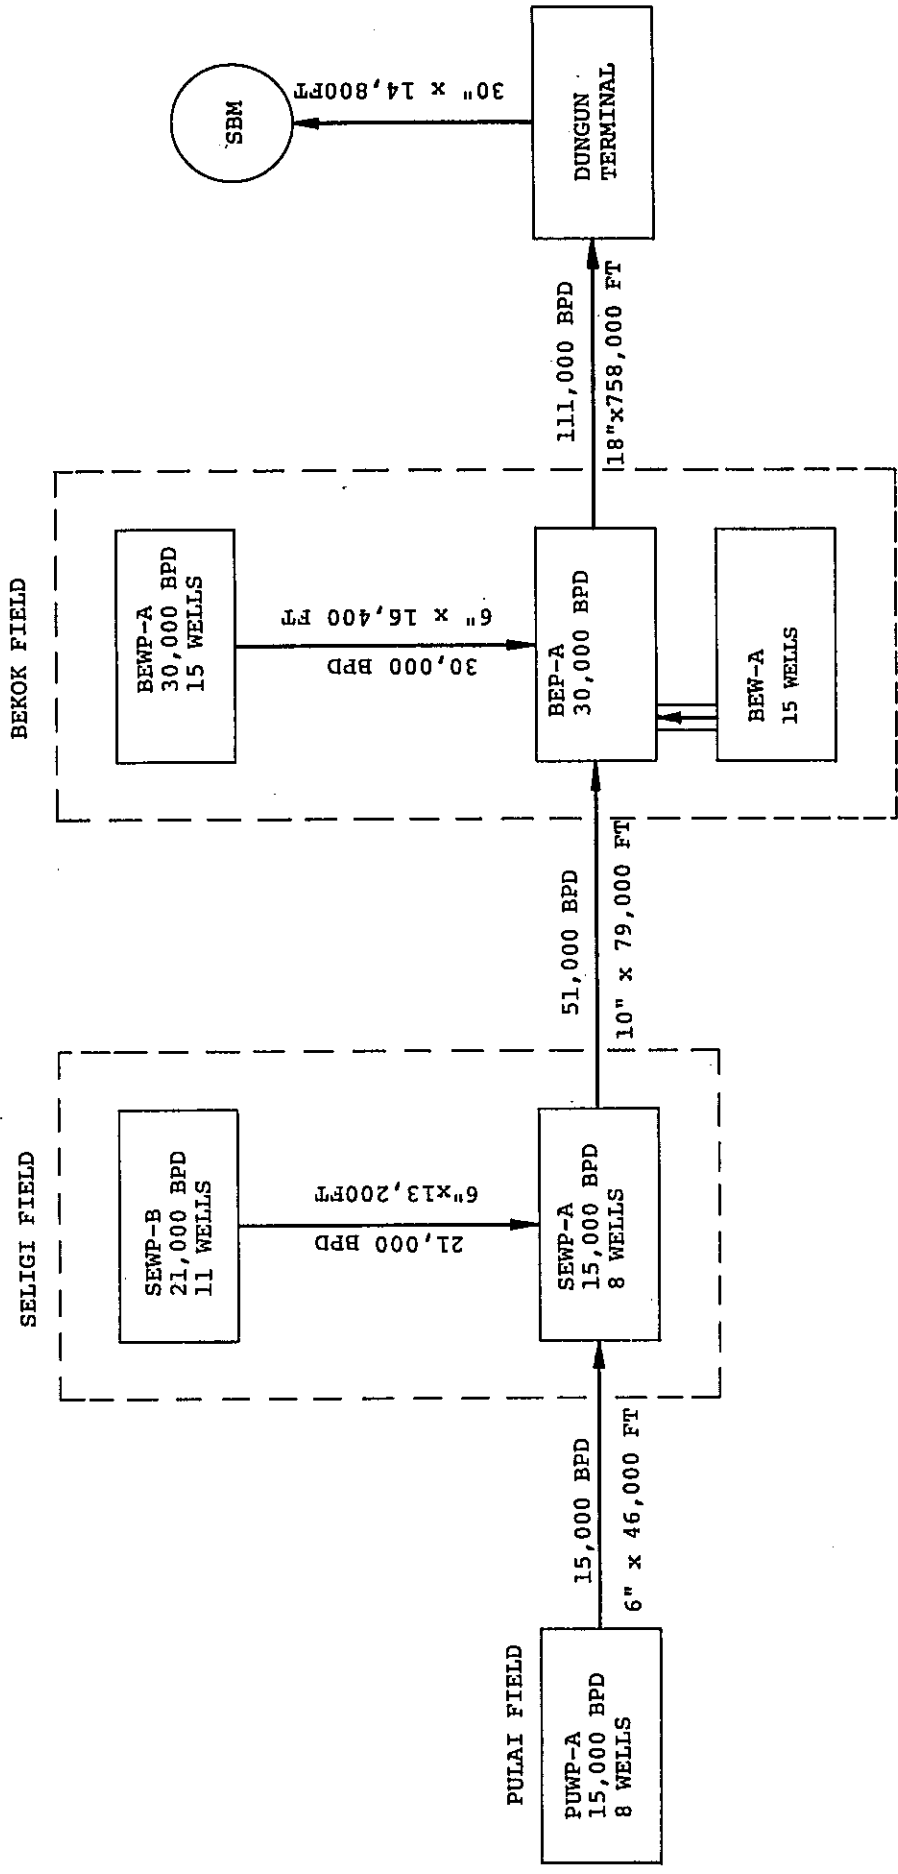 PULAI FIELD
PUWP-A
15,000 BPD
8 WELLS
15,000 BPD
6" x 46,000 FT
SELIGI FIELD
SEWP-B
21,000 BPD
11 WELLS
21,000 BPD
6"x13,200FT
SEWP-A
15,000 BPD
8 WELLS
51,000 BPD
10" x 79,000 FT
BEKOK FIELD
BEWP-A
30,000 BPD
15 WELLS
30,000 BPD
6" x 16,400 FT
BEP-A
30,000 BPD
BEW-A
15 WELLS
111,000 BPD
18"x758,000 FT
DUNGUN
TERMINAL
30" x 14,800FT
SBM